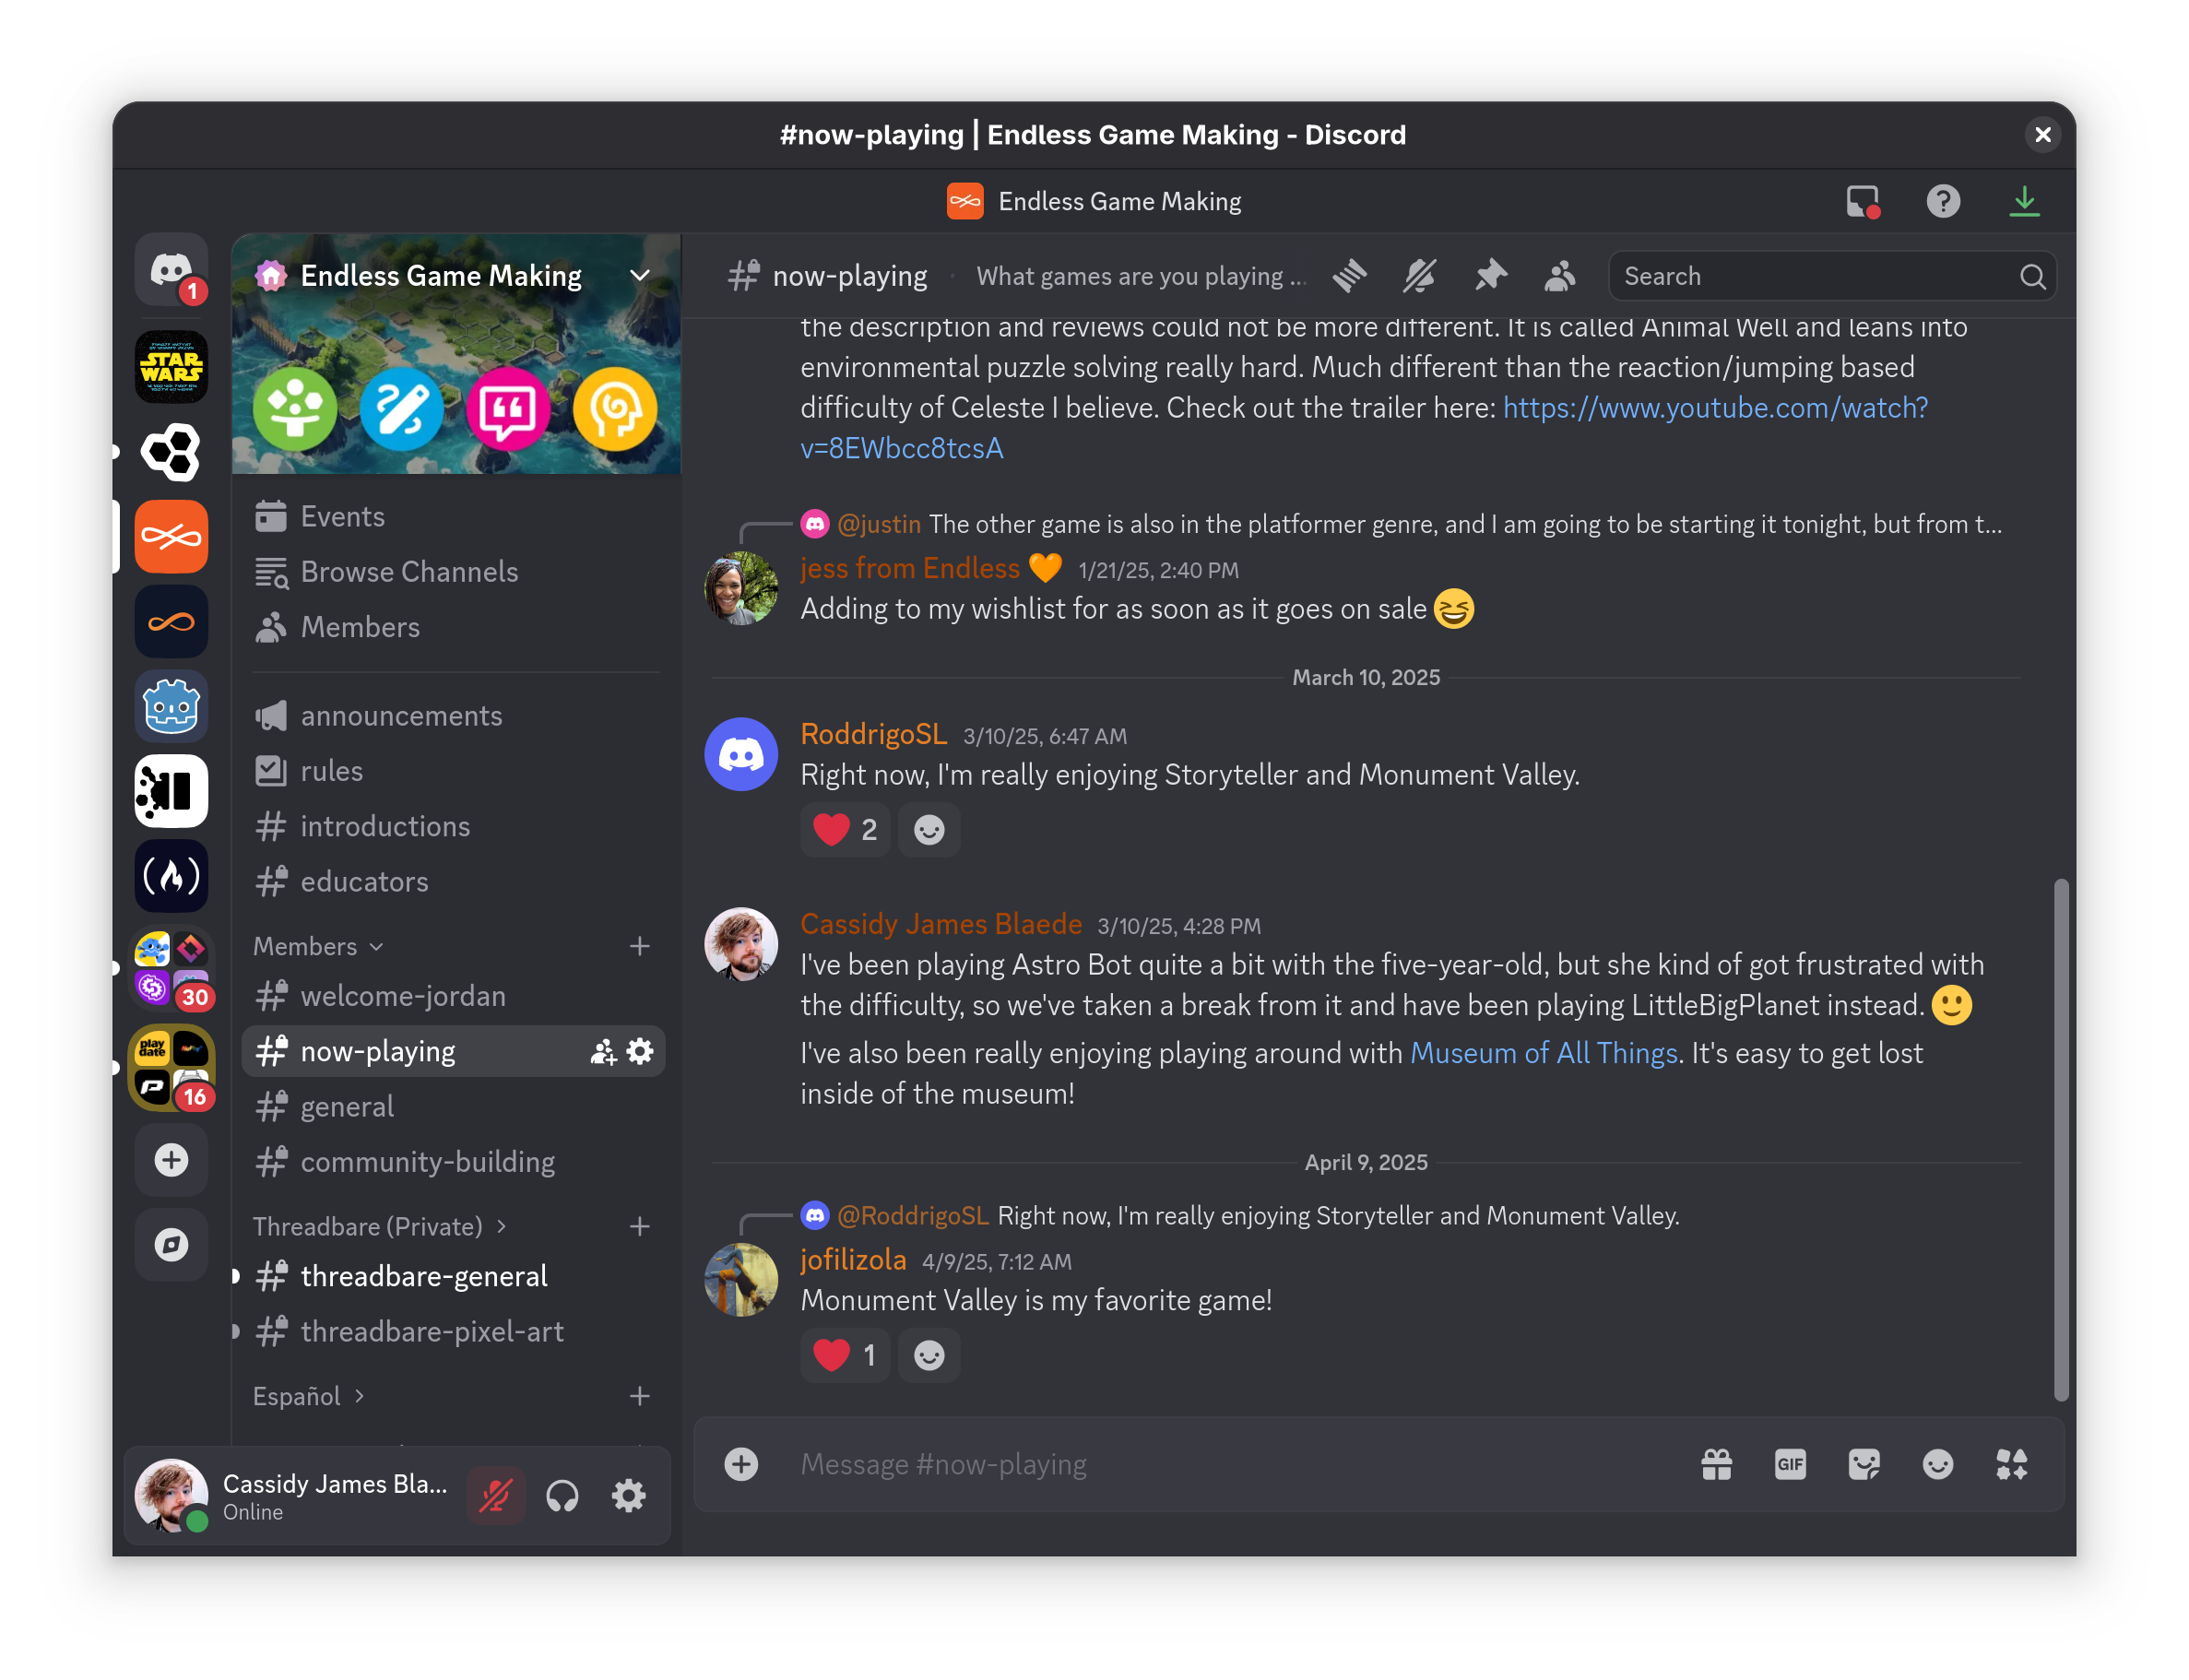 #now-playing | Endless Game Making - Discord
Endless Game Making
1
STAR
WARS
30
play
date
16
Endless Game Making
Events
Browse Channels
Members
announcements
rules
introductions
educators
Members
welcome-jordan
now-playing
general
community-building
Threadbare (Private)
threadbare-general
threadbare-pixel-art
Español
Cassidy James Bla...
Online
now-playing
What games are you playing ...
Search
the description and reviews could not be more different. It is called Animal Well and leans into
environmental puzzle solving really hard. Much different than the reaction/jumping based
difficulty of Celeste I believe. Check out the trailer here: https://www.youtube.com/watch?
v=8EWbcc8tcsA
@justin The other game is also in the platformer genre, and I am going to be starting it tonight, but from t...
jess from Endless 🧡 1/21/25, 2:40 PM
Adding to my wishlist for as soon as it goes on sale 😆
March 10, 2025
RoddrigoSL 3/10/25, 6:47 AM
Right now, I'm really enjoying Storyteller and Monument Valley.
2
Cassidy James Blaede 3/10/25, 4:28 PM
I've been playing Astro Bot quite a bit with the five-year-old, but she kind of got frustrated with
the difficulty, so we've taken a break from it and have been playing LittleBigPlanet instead. 🙂
I've also been really enjoying playing around with Museum of All Things. It's easy to get lost
inside of the museum!
April 9, 2025
@RoddrigoSL Right now, I'm really enjoying Storyteller and Monument Valley.
jofilizola 4/9/25, 7:12 AM
Monument Valley is my favorite game!
1
Message #now-playing
GIF